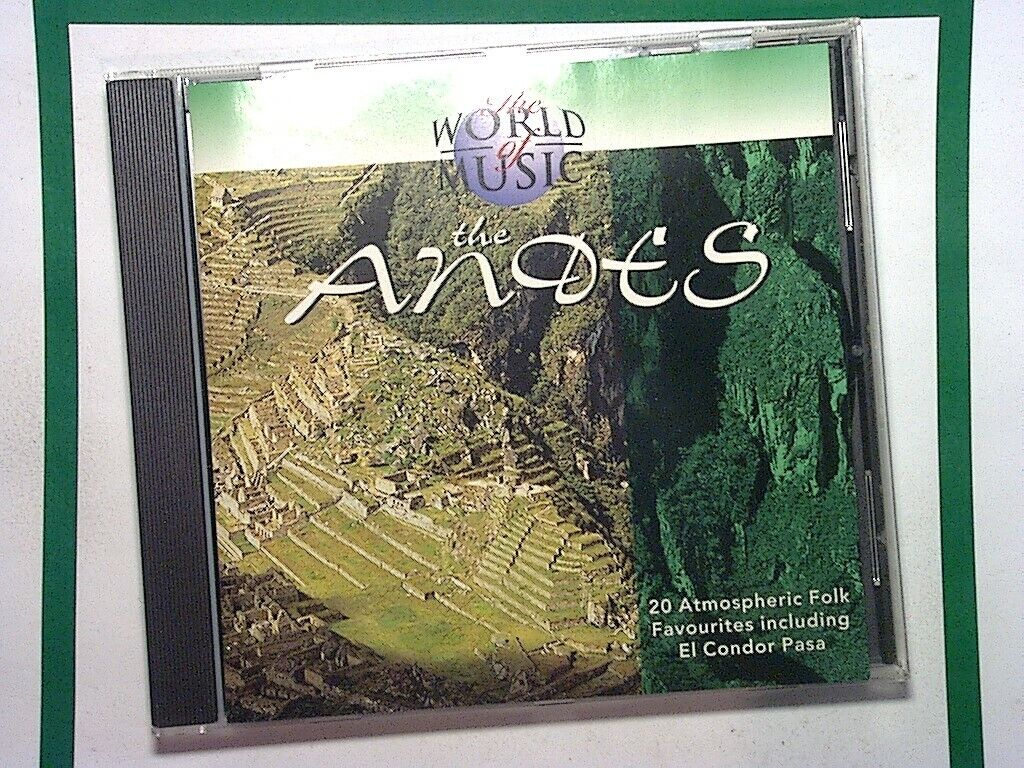 The
WORLD
of
MUSIC
the
ANDES
20 Atmospheric Folk
Favourites including
El Condor Pasa